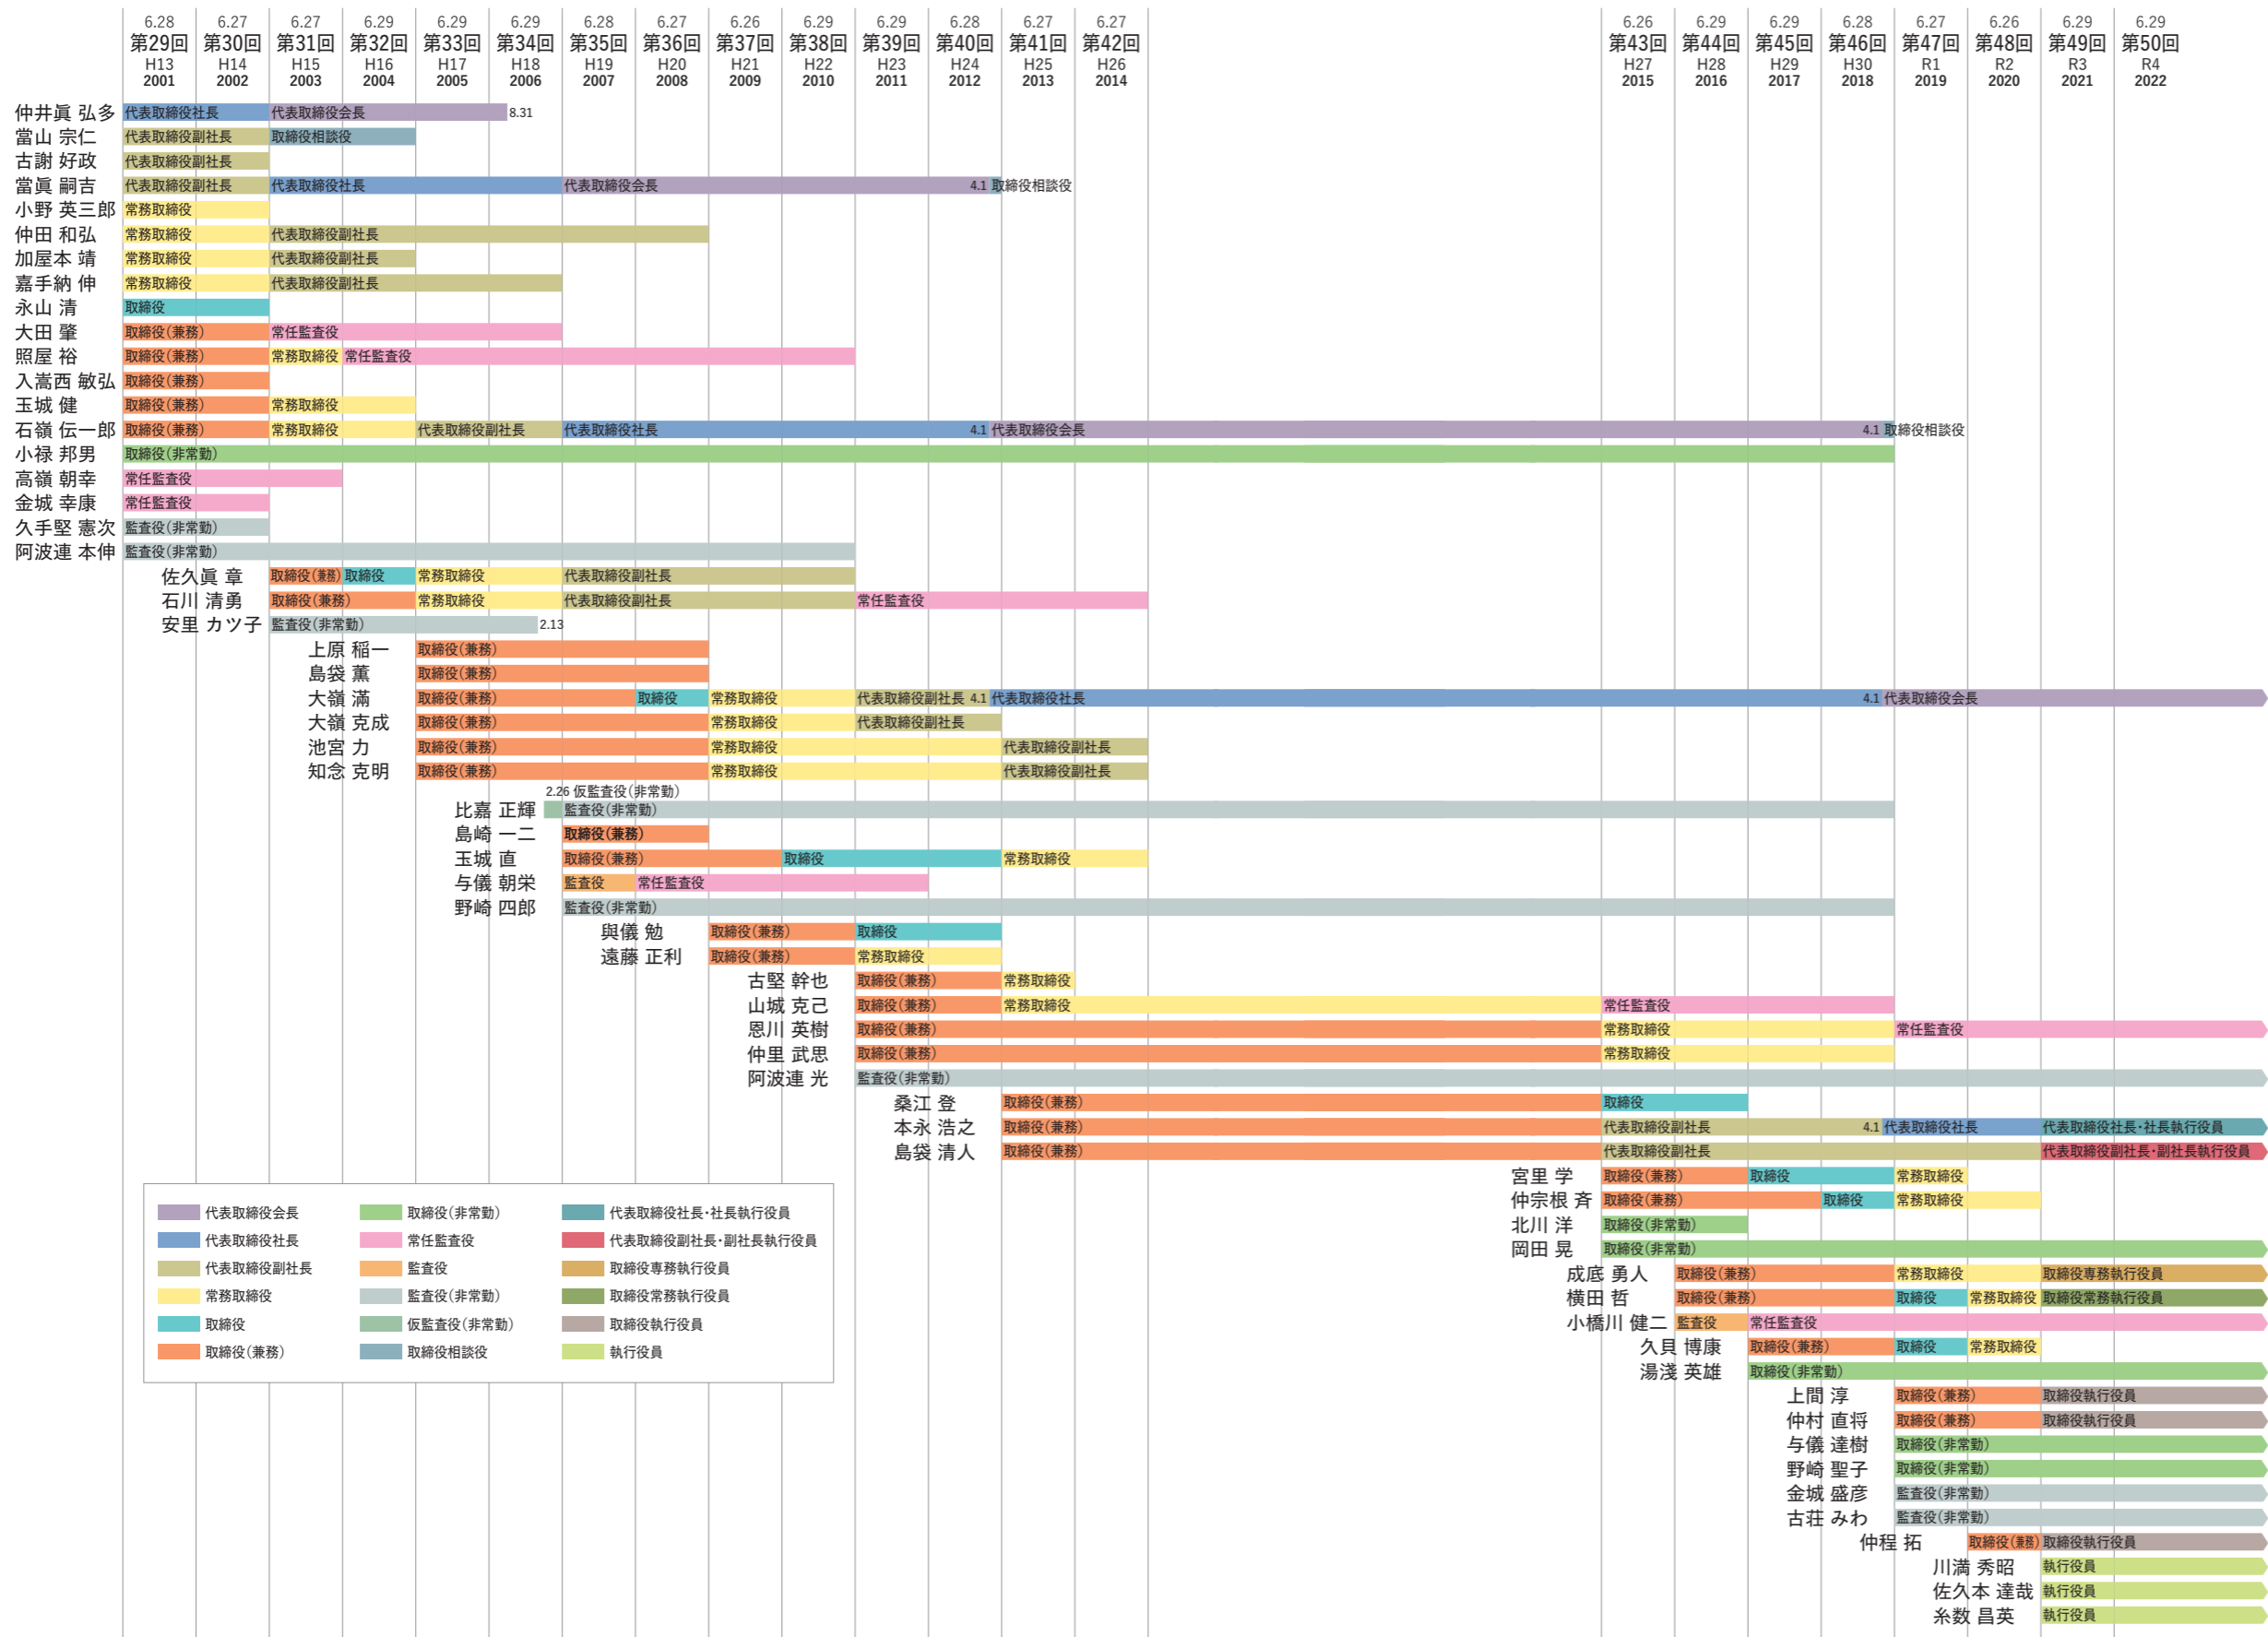 6.28 6.27 6.27 6.29 6.29 6.29 6.28 6.27 6.26 6.29 6.29 6.28 6.27 6.27 6.26 6.29 6.29 6.28 6.27 6.26 6.29 6.29
第29回 第30回 第31回 第32回 第33回 第34回 第35回 第36回 第37回 第38回 第39回 第40回 第41回 第42回 第43回 第44回 第45回 第46回 第47回 第48回 第49回 第50回
H13 H14 H15 H16 H17 H18 H19 H20 H21 H22 H23 H24 H25 H26 H27 H28 H29 H30 R1 R2 R3 R4
2001 2002 2003 2004 2005 2006 2007 2008 2009 2010 2011 2012 2013 2014 2015 2016 2017 2018 2019 2020 2021 2022
仲井眞 弘多 代表取締役社長 代表取締役会長 8.31
當山 宗仁 代表取締役副社長 取締役相談役
古謝 好政 代表取締役副社長
當眞 嗣吉 代表取締役副社長 代表取締役社長 代表取締役会長 4.1 取締役相談役
小野 英三郎 常務取締役
仲田 和弘 常務取締役 代表取締役副社長
加屋本 靖 常務取締役 代表取締役副社長
嘉手納 伸 常務取締役 代表取締役副社長
永山 清 取締役
大田 肇 取締役(兼務) 常任監査役
照屋 裕 取締役(兼務) 常務取締役 常任監査役
入嵩西 敏弘 取締役(兼務)
玉城 健 取締役(兼務) 常務取締役
石嶺 伝一郎 取締役(兼務) 常務取締役 代表取締役副社長 代表取締役社長 4.1 代表取締役会長 4.1 取締役相談役
小禄 邦男 取締役(非常勤)
高嶺 朝幸 常任監査役
金城 幸康 常任監査役
久手堅 憲次 監査役(非常勤)
阿波連 本伸 監査役(非常勤)
佐久眞 章 取締役(兼務) 取締役 常務取締役 代表取締役副社長
石川 清勇 取締役(兼務) 常務取締役 代表取締役副社長 常任監査役
安里 カツ子 監査役(非常勤) 2.13
上原 稲一 取締役(兼務)
島袋 薫 取締役(兼務)
大嶺 滿 取締役(兼務) 取締役 常務取締役 代表取締役副社長 4.1 代表取締役社長 4.1 代表取締役会長
大嶺 克成 取締役(兼務) 常務取締役 代表取締役副社長
池宮 力 取締役(兼務) 常務取締役 代表取締役副社長
知念 克明 取締役(兼務) 常務取締役 代表取締役副社長
2.26 仮監査役(非常勤)
比嘉 正輝 監査役(非常勤)
島崎 一二 取締役(兼務)
玉城 直 取締役(兼務) 取締役 常務取締役
与儀 朝栄 監査役 常任監査役
野崎 四郎 監査役(非常勤)
與儀 勉 取締役(兼務) 取締役
遠藤 正利 取締役(兼務) 常務取締役
古堅 幹也 取締役(兼務) 常務取締役
山城 克己 取締役(兼務) 常務取締役 常任監査役
恩川 英樹 取締役(兼務) 常務取締役 常任監査役
仲里 武思 取締役(兼務) 常務取締役
阿波連 光 監査役(非常勤)
桑江 登 取締役(兼務) 取締役
本永 浩之 取締役(兼務) 代表取締役副社長 4.1 代表取締役社長 代表取締役社長・社長執行役員
島袋 清人 取締役(兼務) 代表取締役副社長 代表取締役副社長・副社長執行役員
宮里 学 取締役(兼務) 取締役 常務取締役
仲宗根 斉 取締役(兼務) 取締役 常務取締役
北川 洋 取締役(非常勤)
岡田 晃 取締役(非常勤)
成底 勇人 取締役(兼務) 常務取締役 取締役専務執行役員
横田 哲 取締役(兼務) 取締役 常務取締役 取締役常務執行役員
小橋川 健二 監査役 常任監査役
久貝 博康 取締役(兼務) 取締役 常務取締役
湯淺 英雄 取締役(非常勤)
上間 淳 取締役(兼務) 取締役執行役員
仲村 直将 取締役(兼務) 取締役執行役員
与儀 達樹 取締役(非常勤)
野崎 聖子 取締役(非常勤)
金城 盛彦 監査役(非常勤)
古荘 みわ 監査役(非常勤)
仲程 拓 取締役(兼務) 取締役執行役員
川満 秀昭 執行役員
佐久本 達哉 執行役員
糸数 昌英 執行役員
代表取締役会長 取締役(非常勤) 代表取締役社長・社長執行役員
代表取締役社長 常任監査役 代表取締役副社長・副社長執行役員
代表取締役副社長 監査役 取締役専務執行役員
常務取締役 監査役(非常勤) 取締役常務執行役員
取締役 仮監査役(非常勤) 取締役執行役員
取締役(兼務) 取締役相談役 執行役員